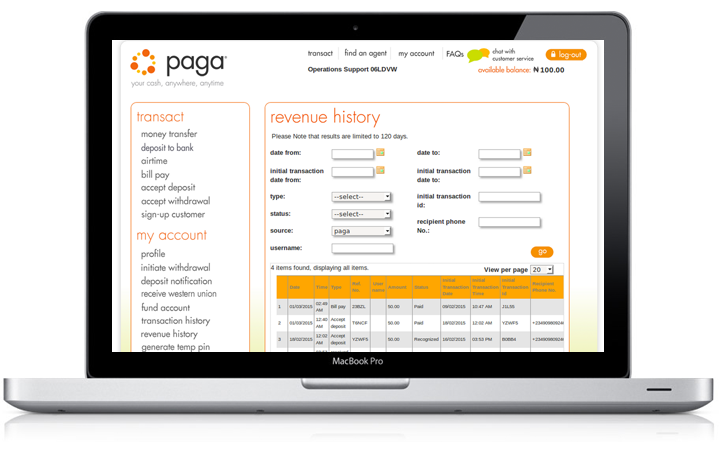 paga
your cash, anywhere, anytime
transact find an agent my account FAQs chat with customer service log-out
Operations Support 06LDVW available balance: ₦ 100.00
transact
money transfer
deposit to bank
airtime
bill pay
accept deposit
accept withdrawal
sign-up customer
my account
profile
initiate withdrawal
deposit notification
receive western union
fund account
transaction history
revenue history
generate temp pin
revenue history
Please Note that results are limited to 120 days.
date from: date to:
initial transaction date from: initial transaction date to:
type: --select-- initial transaction id:
status: --select-- recipient phone No.:
source: paga
username:
go
4 items found, displaying all items. View per page 20
Date Time Type Ref No. User name Amount Status Initial Transaction Date Initial Transaction Time Initial Transaction Id Recipient Phone No.
1 01/03/2015 02:49 AM Bill pay 23BZL 50.00 Paid 09/02/2015 10:47 AM
2 01/03/2015 12:40 AM Accept deposit T6NCF 50.00 Paid 18/02/2015 12:02 AM YZWF5
3 18/02/2015 12:02 AM Accept deposit YZWF5 50.00 Recognized 16/02/2015 03:53 PM
MacBook Pro